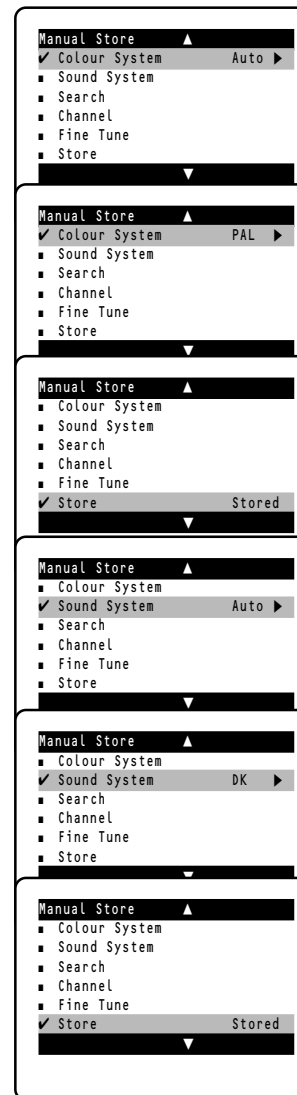 Manual Store ▲
✔ Colour System Auto ▶
■ Sound System
■ Search
■ Channel
■ Fine Tune
■ Store
▼
Manual Store ▲
✔ Colour System PAL ▶
■ Sound System
■ Search
■ Channel
■ Fine Tune
■ Store
▼
Manual Store ▲
■ Colour System
■ Sound System
■ Search
■ Channel
■ Fine Tune
✔ Store Stored
▼
Manual Store ▲
■ Colour System
✔ Sound System Auto ▶
■ Search
■ Channel
■ Fine Tune
■ Store
▼
Manual Store ▲
■ Colour System
✔ Sound System DK ▶
■ Search
■ Channel
■ Fine Tune
■ Store
▼
Manual Store ▲
■ Colour System
■ Sound System
■ Search
■ Channel
■ Fine Tune
✔ Store Stored
▼